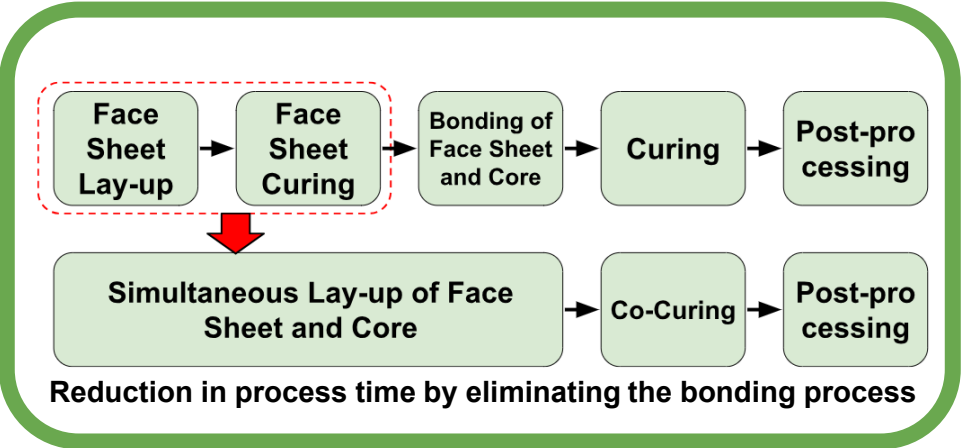 Face
Sheet
Lay-up
Face
Sheet
Curing
Bonding of
Face Sheet
and Core
Curing
Post-pro
cessing
Simultaneous Lay-up of Face
Sheet and Core
Co-Curing
Post-pro
cessing
Reduction in process time by eliminating the bonding process